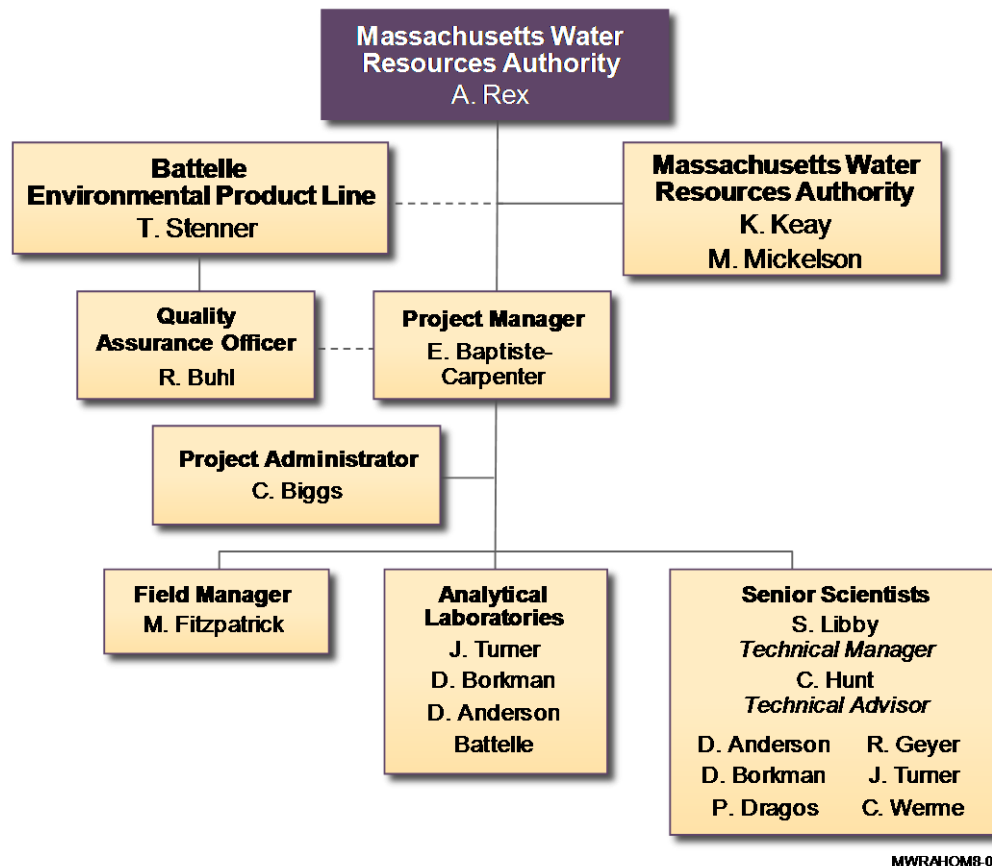 Massachusetts Water
Resources Authority
A. Rex
Battelle
Environmental Product Line
T. Stenner
Massachusetts Water
Resources Authority
K. Keay
M. Mickelson
Quality
Assurance Officer
R. Buhl
Project Manager
E. Baptiste-
Carpenter
Project Administrator
C. Biggs
Field Manager
M. Fitzpatrick
Analytical
Laboratories
J. Turner
D. Borkman
D. Anderson
Battelle
Senior Scientists
S. Libby
Technical Manager
C. Hunt
Technical Advisor
D. Anderson R. Geyer
D. Borkman J. Turner
P. Dragos C. Werme
MWRAHOM8-0